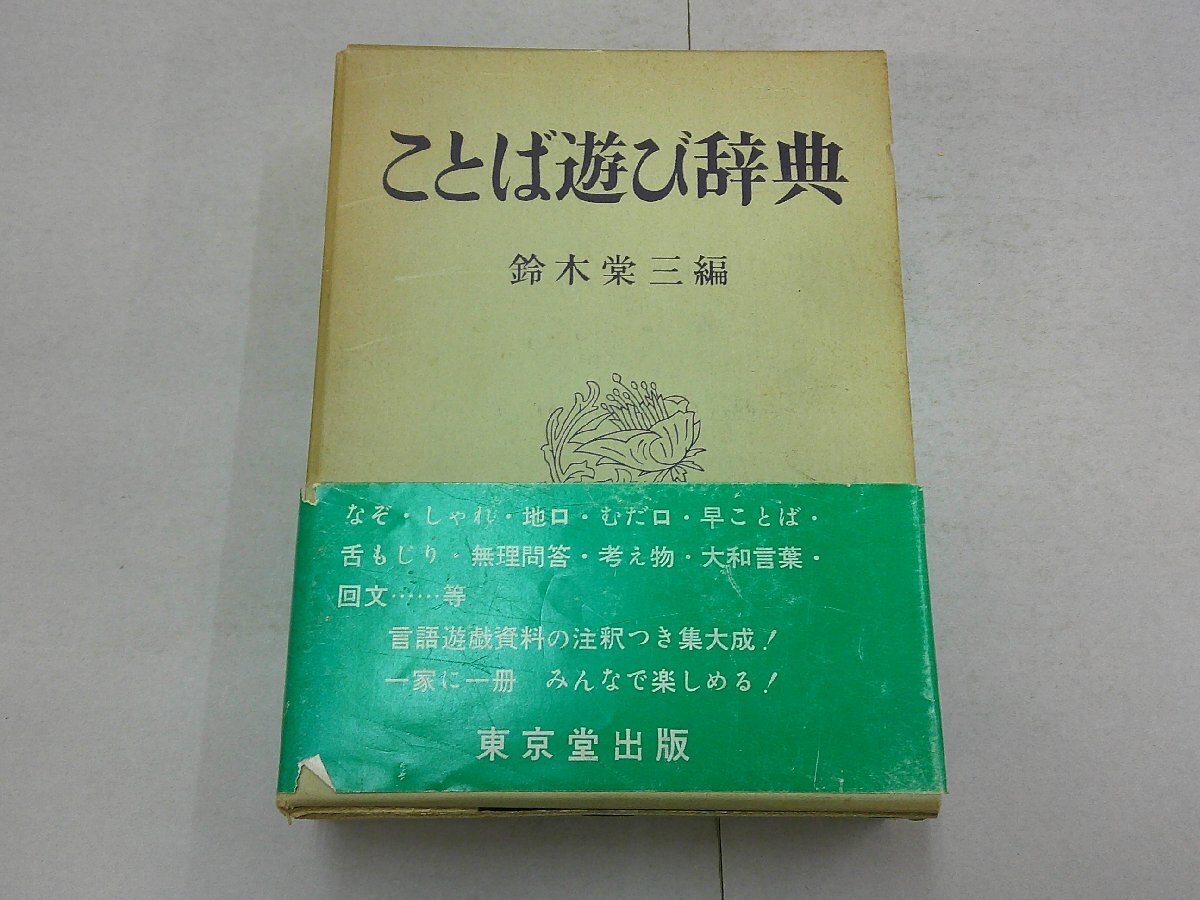 ことば遊び辞典
鈴木棠三編
なぞ・しゃれ・地口・むだ口・早ことば・
舌もじり・無理問答・考え物・大和言葉・
回文……等
言語遊戯資料の注釈つき集大成！
一家に一冊　みんなで楽しめる！
東京堂出版